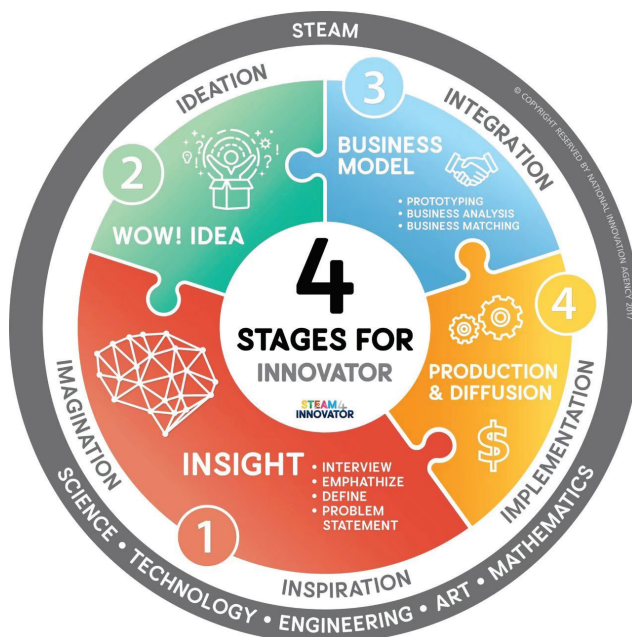 STEAM
IDEATION
INTEGRATION
© COPYRIGHT RESERVED BY NATIONAL INNOVATION AGENCY 2017
3
BUSINESS
MODEL
• PROTOTYPING
• BUSINESS ANALYSIS
• BUSINESS MATCHING
2
WOW! IDEA
4
STAGES FOR
INNOVATOR
STEAM4
INNOVATOR
4
PRODUCTION
& DIFFUSION
$
IMPLEMENTATION
IMAGINATION
INSIGHT
• INTERVIEW
• EMPHATHIZE
• DEFINE
• PROBLEM
STATEMENT
1
INSPIRATION
SCIENCE • TECHNOLOGY • ENGINEERING • ART • MATHEMATICS